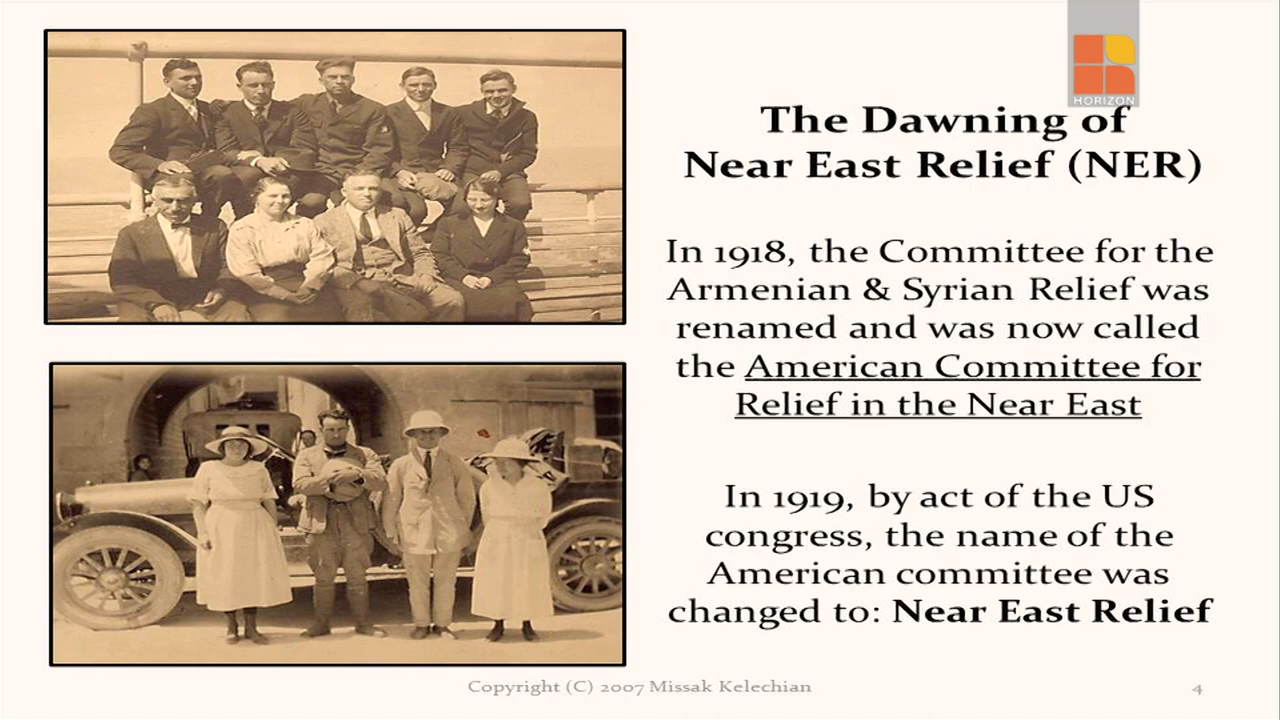 HORIZON
The Dawning of
Near East Relief (NER)
In 1918, the Committee for the
Armenian & Syrian Relief was
renamed and was now called
the American Committee for
Relief in the Near East
In 1919, by act of the US
congress, the name of the
American committee was
changed to: Near East Relief
Copyright (C) 2007 Missak Kelechian
4